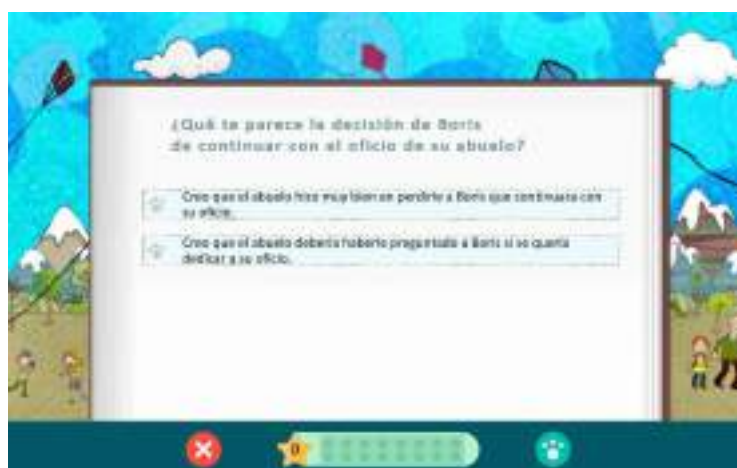 ¿Qué te parece la decisión de Boris
de continuar con el oficio de su abuelo?
Creo que el abuelo hizo muy bien en pedirle a Boris que continuara con
su oficio.
Creo que el abuelo debería haberle preguntado a Boris si se quería
dedicar a su oficio.
0